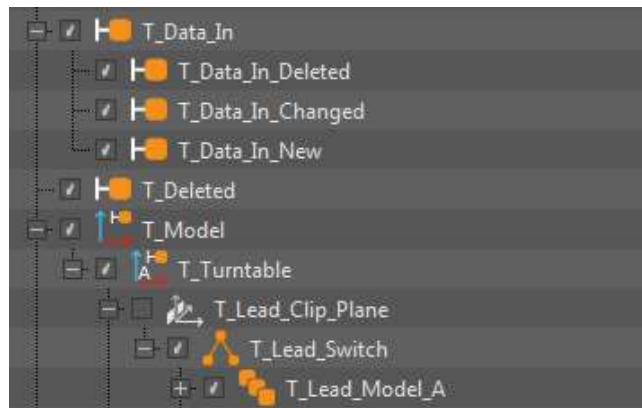 T_Data_In
T_Data_In_Deleted
T_Data_In_Changed
T_Data_In_New
T_Deleted
T_Model
A T_Turntable
T_Lead_Clip_Plane
T_Lead_Switch
T_Lead_Model_A